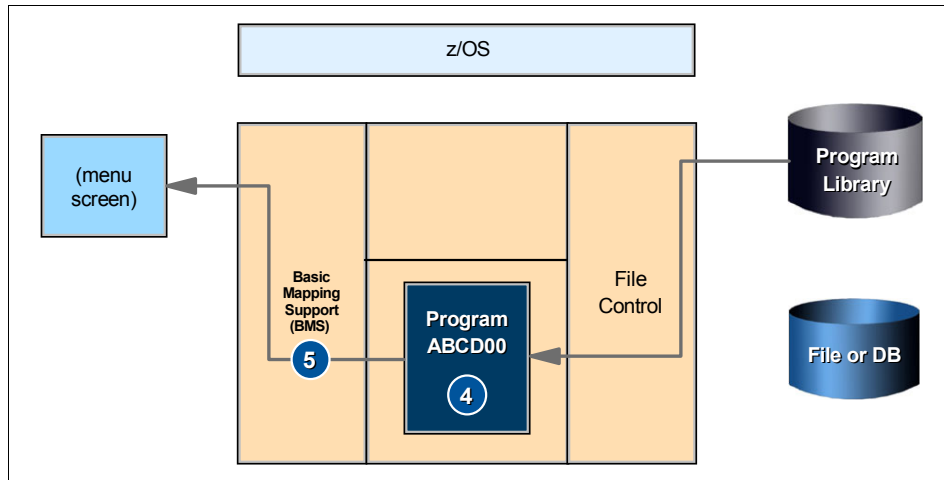 z/OS
(menu
screen)
Program
Library
Basic
Mapping
Support
(BMS)
5
Program
ABCD00
4
File
Control
File or DB